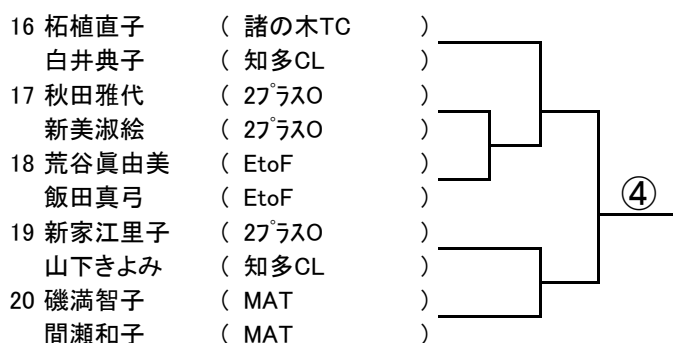 16 柘植直子 ( 諸の木TC )
白井典子 ( 知多CL )
17 秋田雅代 ( 2プラスO )
新美淑絵 ( 2プラスO )
18 荒谷眞由美 ( EtoF )
飯田真弓 ( EtoF )
④
19 新家江里子 ( 2プラスO )
山下きよみ ( 知多CL )
20 磯満智子 ( MAT )
間瀬和子 ( MAT )